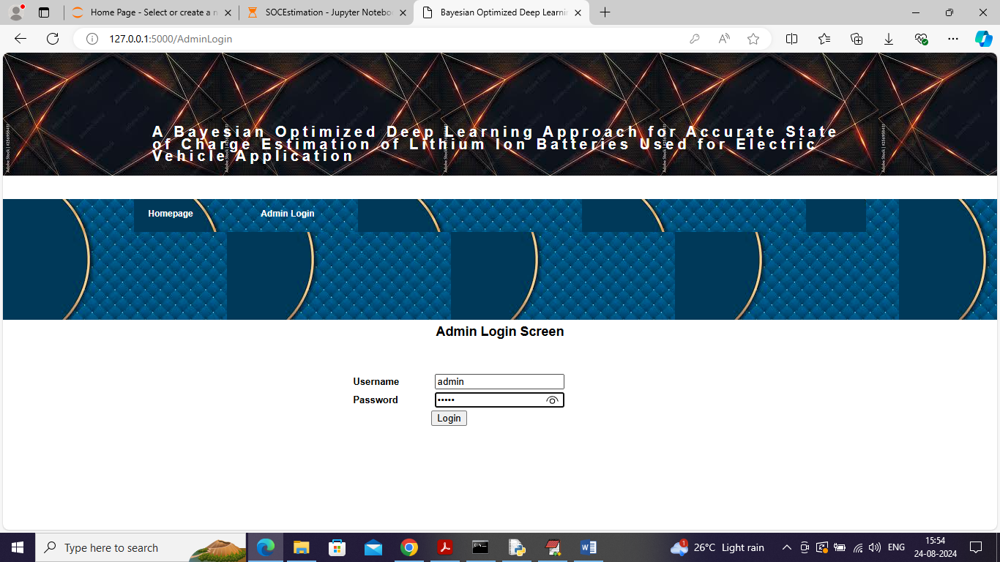 Home Page - Select or create a n
SOCEstimation - Jupyter Notebo
Bayesian Optimized Deep Learnin
127.0.0.1:5000/AdminLogin
A Bayesian Optimized Deep Learning Approach for Accurate State
of Charge Estimation of Lithium Ion Batteries Used for Electric
Vehicle Application
Homepage
Admin Login
Admin Login Screen
Username
admin
Password
•••••
Login
Type here to search
1
26°C Light rain
ENG
15:54
24-08-2024